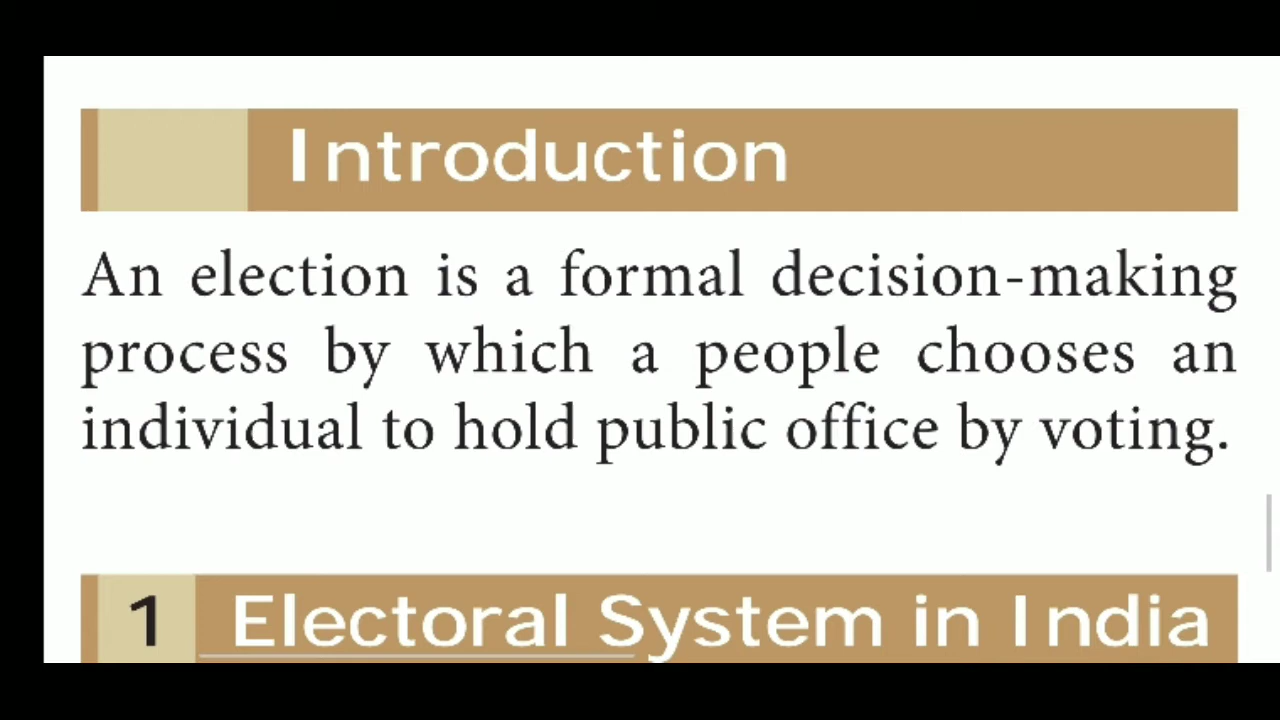 Introduction
An election is a formal decision-making
process by which a people chooses an
individual to hold public office by voting.
1 Electoral System in India